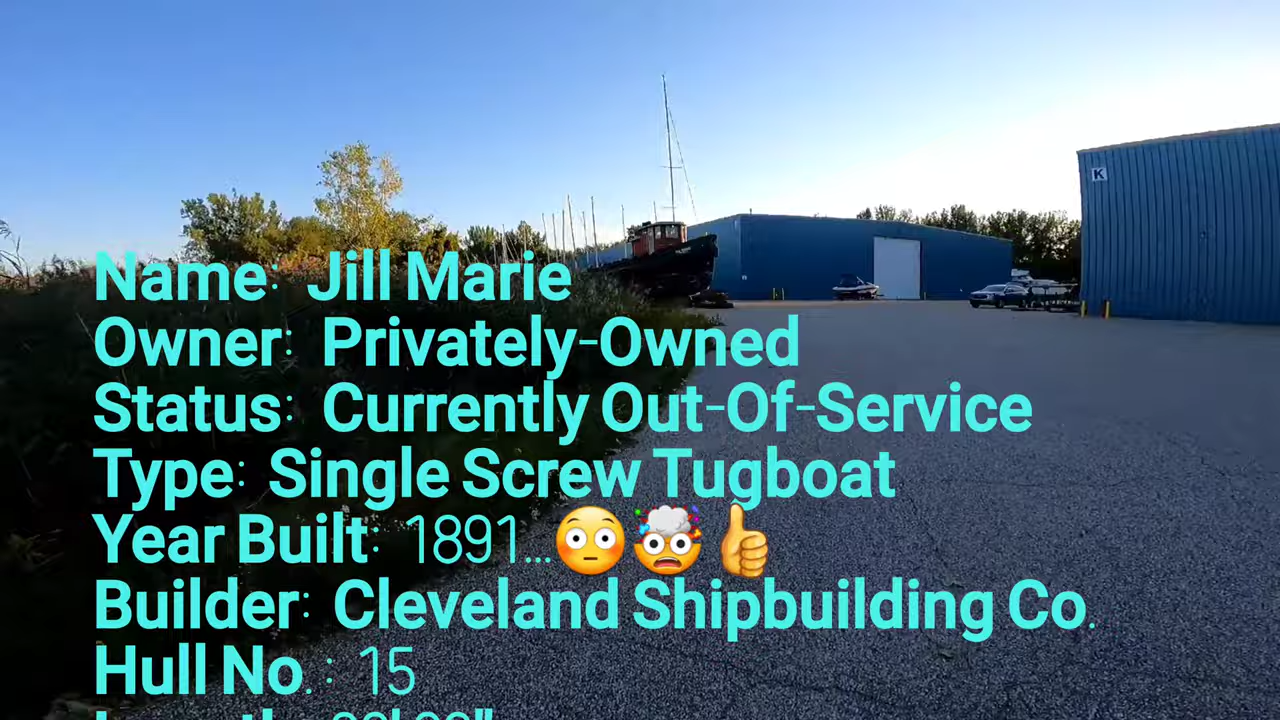 K
Name: Jill Marie
Owner: Privately-Owned
Status: Currently Out-Of-Service
Type: Single Screw Tugboat
Year Built: 1891...😳🤯👍
Builder: Cleveland Shipbuilding Co.
Hull No.: 15